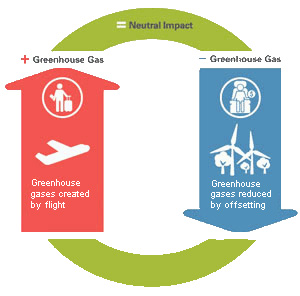 = Neutral Impact
+ Greenhouse Gas
− Greenhouse Gas
$
Greenhouse
gases created
by flight
Greenhouse
gases reduced
by offsetting